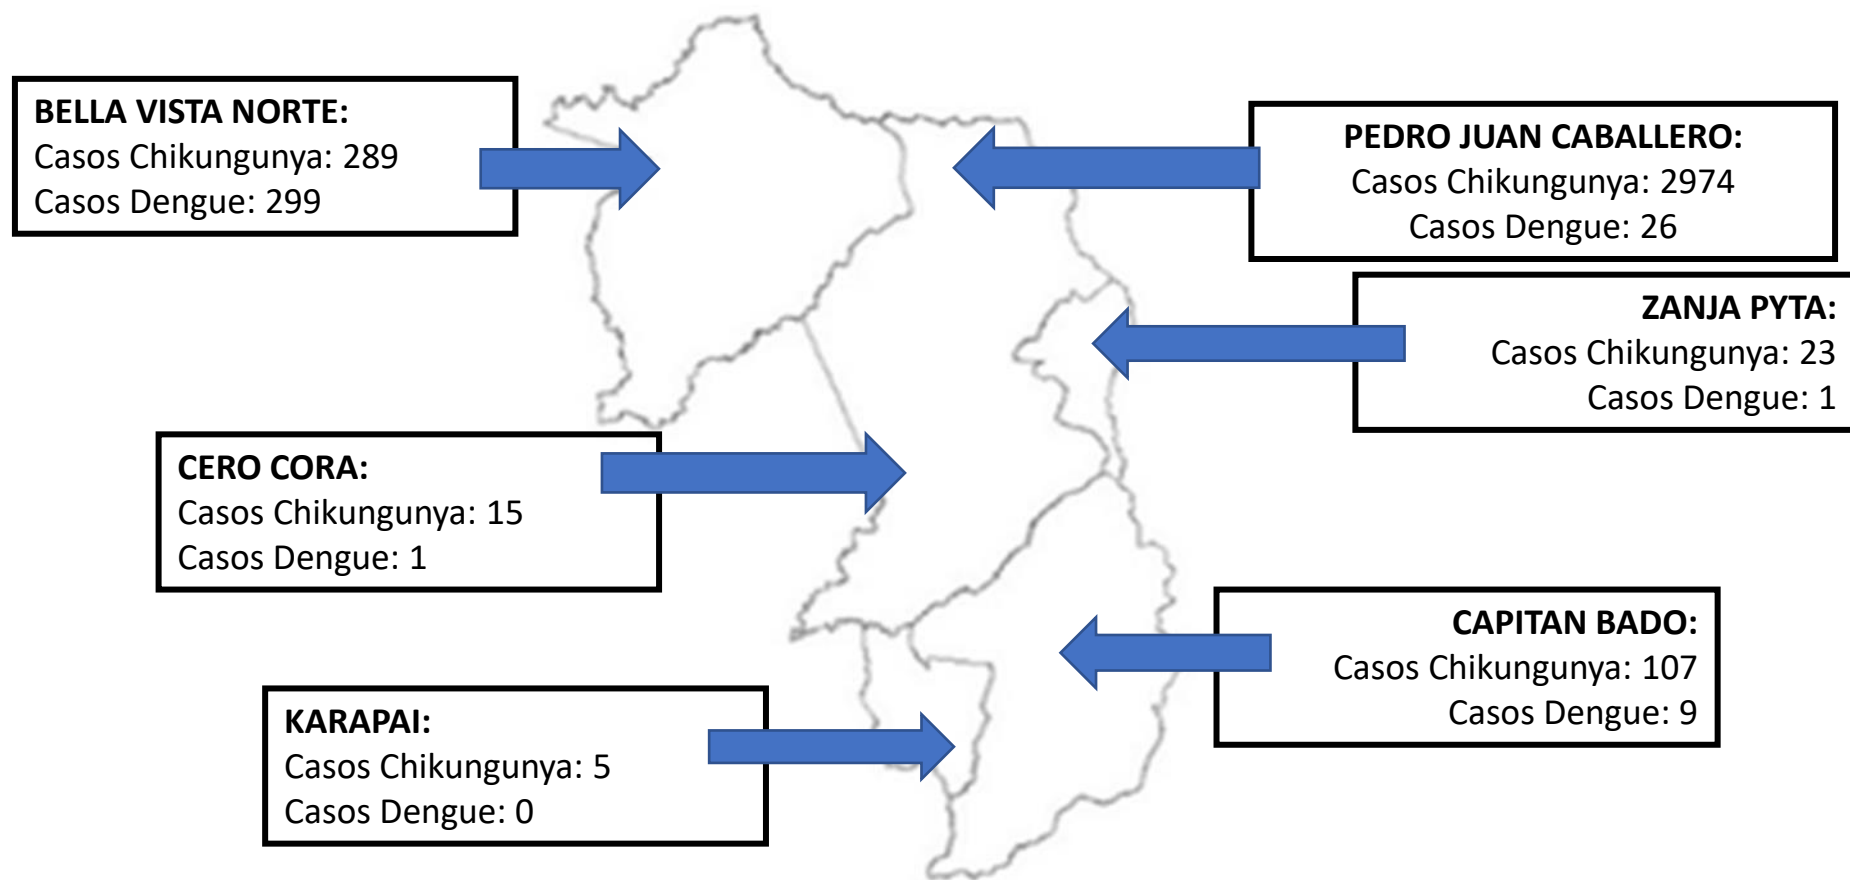 BELLA VISTA NORTE:
Casos Chikungunya: 289
Casos Dengue: 299
PEDRO JUAN CABALLERO:
Casos Chikungunya: 2974
Casos Dengue: 26
ZANJA PYTA:
Casos Chikungunya: 23
Casos Dengue: 1
CERO CORA:
Casos Chikungunya: 15
Casos Dengue: 1
CAPITAN BADO:
Casos Chikungunya: 107
Casos Dengue: 9
KARAPAI:
Casos Chikungunya: 5
Casos Dengue: 0